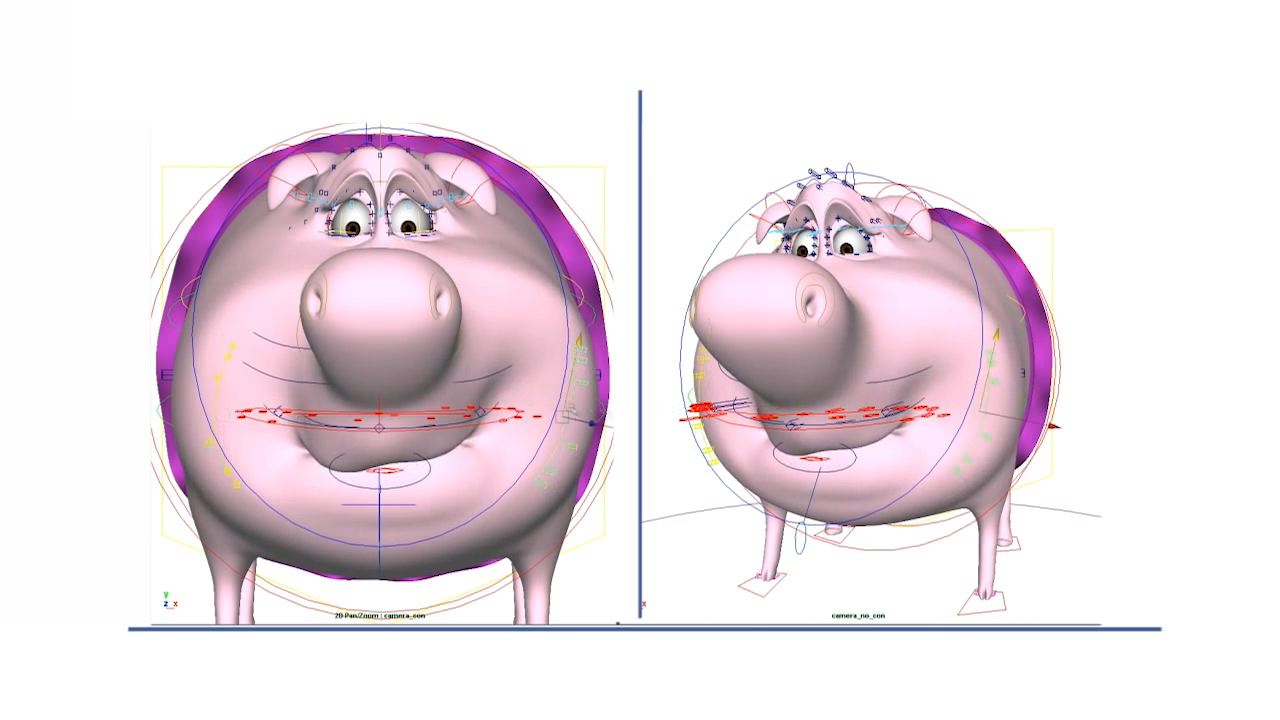 y
z x
2D Pan/Zoom : camera_con
x
camera_no_con